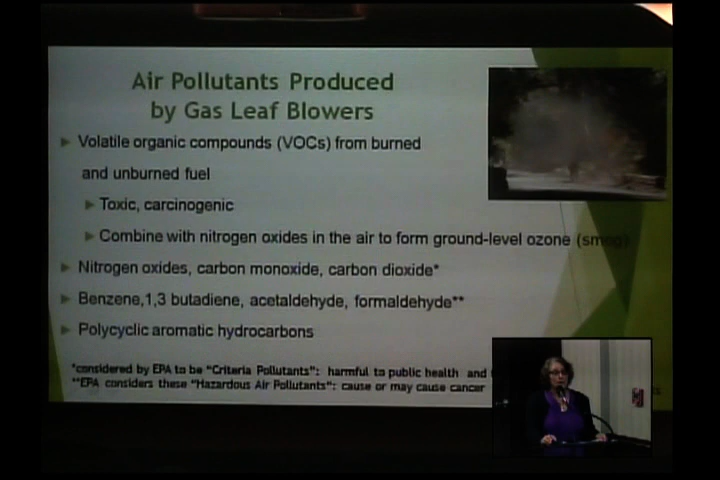 Air Pollutants Produced
by Gas Leaf Blowers
Volatile organic compounds (VOCs) from burned
and unburned fuel
Toxic, carcinogenic
Combine with nitrogen oxides in the air to form ground-level ozone (smog)
Nitrogen oxides, carbon monoxide, carbon dioxide*
Benzene,1,3 butadiene, acetaldehyde, formaldehyde**
Polycyclic aromatic hydrocarbons
*considered by EPA to be "Criteria Pollutants": harmful to public health and
**EPA considers these "Hazardous Air Pollutants": cause or may cause cancer